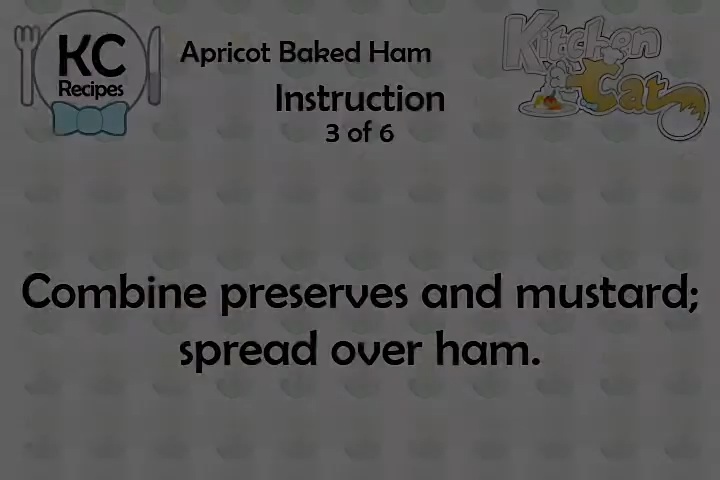 KC
Recipes
Apricot Baked Ham
Instruction
3 of 6
Kitchen
Cat
Combine preserves and mustard;
spread over ham.